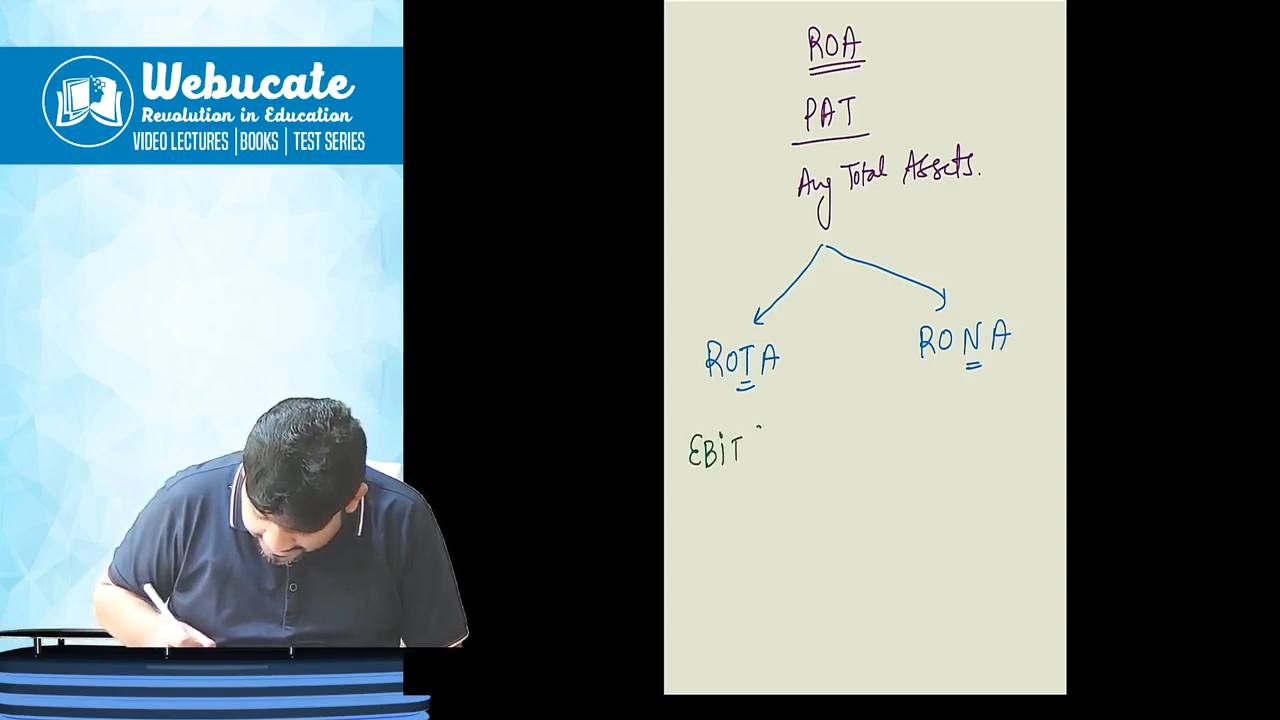 Webucate
Revolution in Education
VIDEO LECTURES | BOOKS | TEST SERIES
ROA
PAT
Avg Total Assets.
ROTA
RONA
EBiT